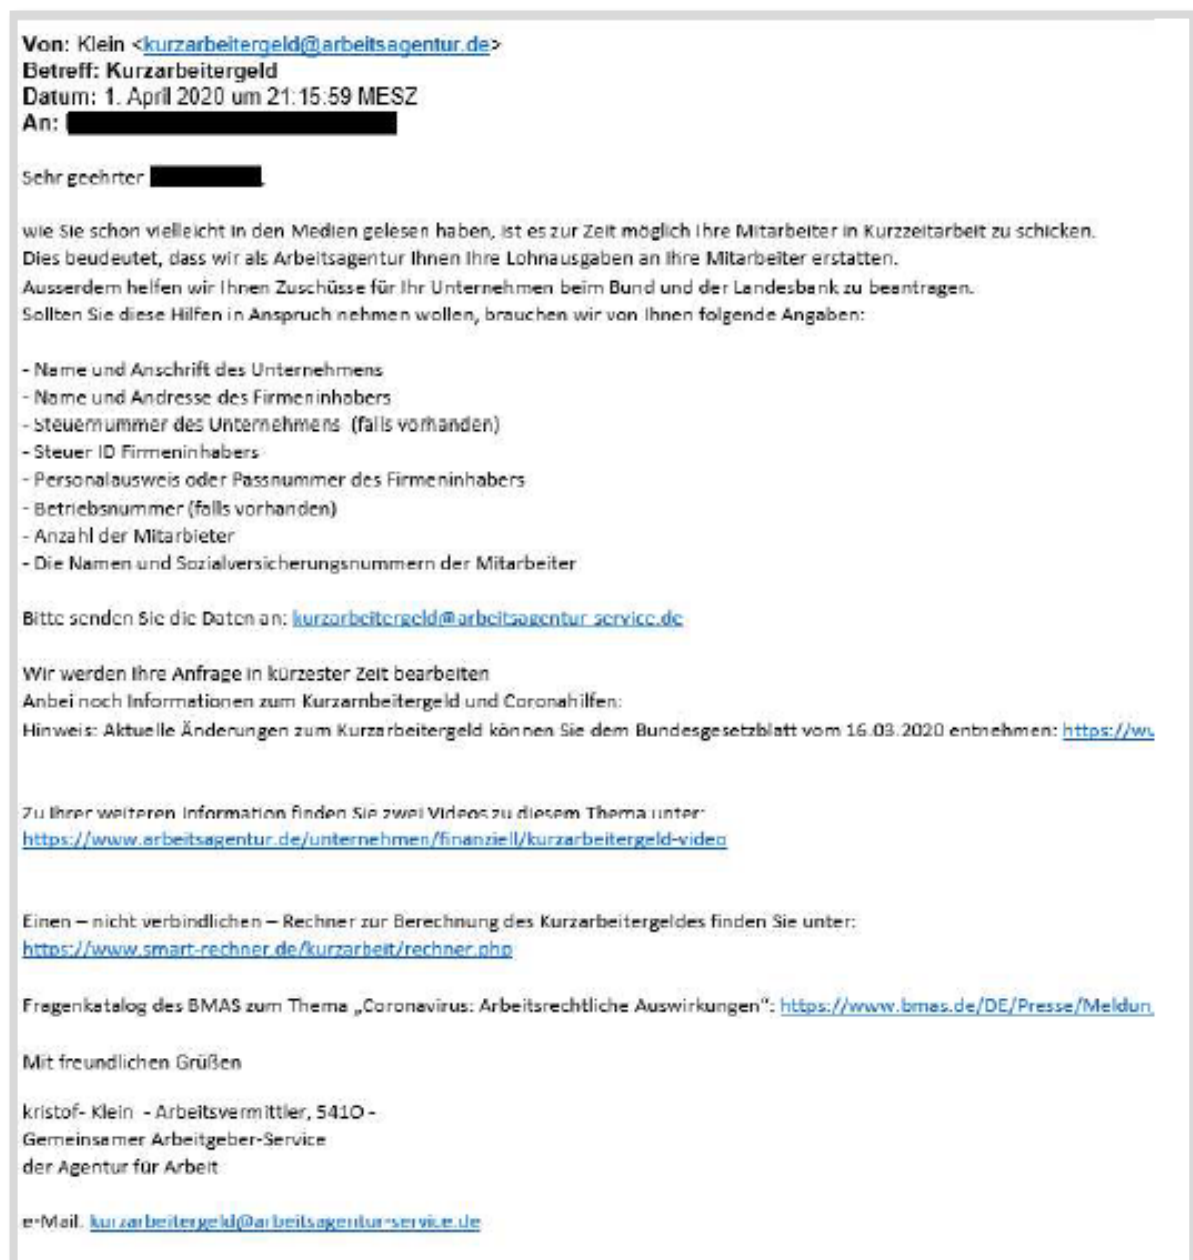 Von: Klein <kurzarbeitergeld@arbeitsagentur.de>
Betreff: Kurzarbeitergeld
Datum: 1. April 2020 um 21:15:59 MESZ
An:
Sehr geehrter
wie Sie schon vielleicht in den Medien gelesen haben, ist es zur Zeit möglich Ihre Mitarbeiter in Kurzzeitarbeit zu schicken.
Dies beudeutet, dass wir als Arbeitsagentur Ihnen Ihre Lohnausgaben an Ihre Mitarbeiter erstatten.
Ausserdem helfen wir Ihnen Zuschüsse für Ihr Unternehmen beim Bund und der Landesbank zu beantragen.
Sollten Sie diese Hilfen in Anspruch nehmen wollen, brauchen wir von Ihnen folgende Angaben:
- Name und Anschrift des Unternehmens
- Name und Andresse des Firmeninhabers
- Steuernummer des Unternehmens (falls vorhanden)
- Steuer ID Firmeninhabers
- Personalausweis oder Passnummer des Firmeninhabers
- Betriebsnummer (falls vorhanden)
- Anzahl der Mitarbieter
- Die Namen und Sozialversicherungsnummern der Mitarbeiter
Bitte senden Sie die Daten an: kurzarbeitergeld@arbeitsagentur-service.de
Wir werden Ihre Anfrage in kürzester Zeit bearbeiten
Anbei noch Informationen zum Kurzarnbeitergeld und Coronahilfen:
Hinweis: Aktuelle Änderungen zum Kurzarbeitergeld können Sie dem Bundesgesetzblatt vom 16.03.2020 entnehmen: https://wu
Zu Ihrer weiteren Information finden Sie zwei Videos zu diesem Thema unter:
https://www.arbeitsagentur.de/unternehmen/finanziell/kurzarbeitergeld-video
Einen – nicht verbindlichen – Rechner zur Berechnung des Kurzarbeitergeldes finden Sie unter:
https://www.smart-rechner.de/kurzarbeit/rechner.php
Fragenkatalog des BMAS zum Thema „Coronavirus: Arbeitsrechtliche Auswirkungen“: https://www.bmas.de/DE/Presse/Meldun
Mit freundlichen Grüßen
kristof- Klein - Arbeitsvermittler, 541O -
Gemeinsamer Arbeitgeber-Service
der Agentur für Arbeit
e-Mail: kurzarbeitergeld@arbeitsagentur-service.de